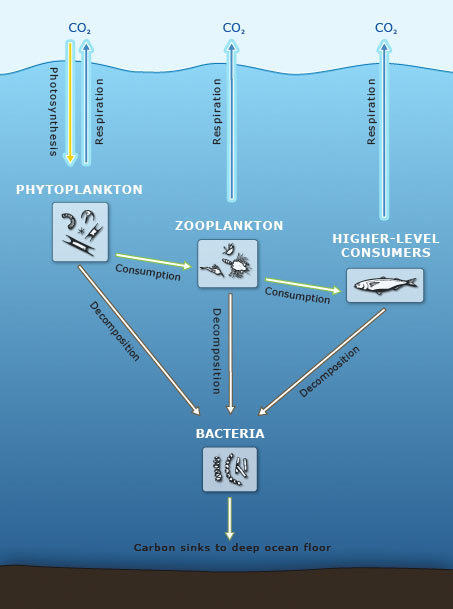 CO₂
CO₂
CO₂
Photosynthesis
Respiration
Respiration
Respiration
PHYTOPLANKTON
ZOOPLANKTON
HIGHER-LEVEL
CONSUMERS
Consumption
Consumption
Decomposition
Decomposition
Decomposition
BACTERIA
Carbon sinks to deep ocean floor